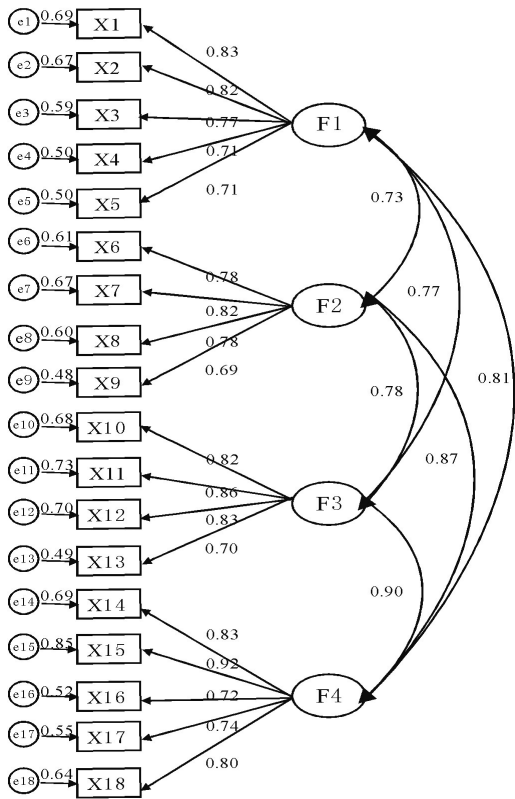 e1 0.69 X1
0.83
e2 0.67 X2
0.82
e3 0.59 X3
F1
0.77
e4 0.50 X4
0.71
e5 0.50 X5
0.71
0.73
e6 0.61 X6
0.78
e7 0.67 X7
0.77
F2
0.82
e8 0.60 X8
0.78
e9 0.48 X9
0.69
0.81
0.78
e10 0.68 X10
0.82
0.87
e11 0.73 X11
0.86
F3
e12 0.70 X12
0.83
e13 0.49 X13
0.70
0.90
e14 0.69 X14
0.83
e15 0.85 X15
0.92
e16 0.52 X16
0.72
F4
e17 0.55 X17
0.74
e18 0.64 X18
0.80